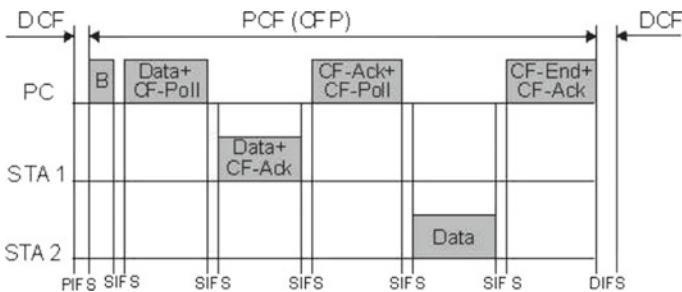 DCF PCF (CFP) DCF
PC B Data+ CF-Ack+ CF-End+
CF-Poll CF-Poll CF-Ack
STA 1 Data+
CF-Ack
STA 2 Data
PIFS SIFS SIFS SIFS SIFS SIFS DIFS